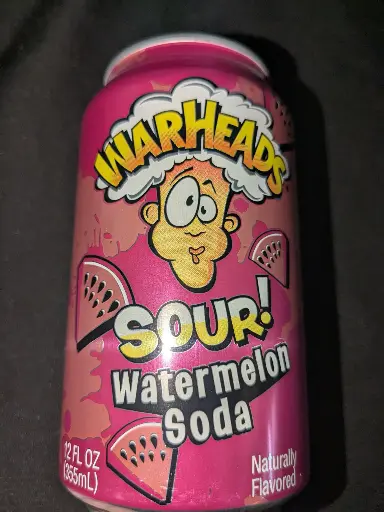 WARHEADS
SOUR!
Watermelon
Soda
12 FL OZ
(355mL)
Naturally
Flavored